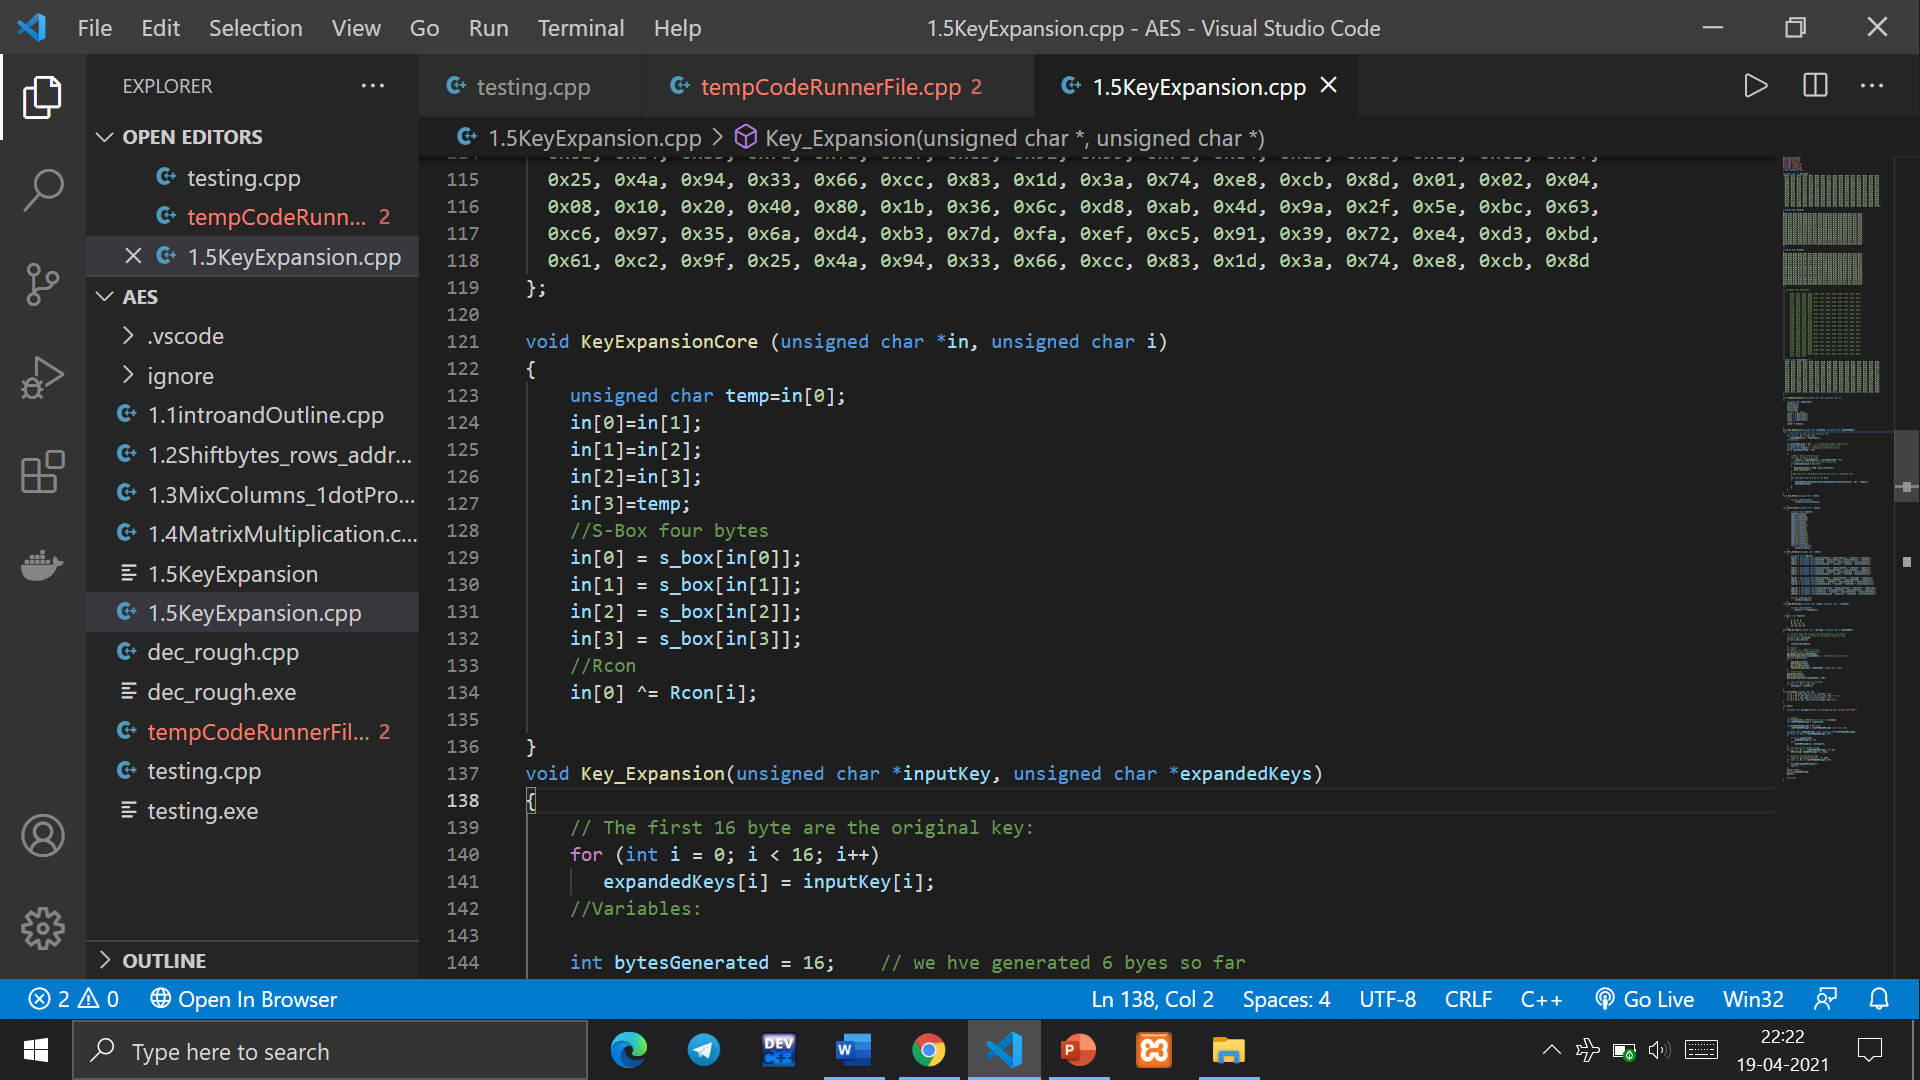 File Edit Selection View Go Run Terminal Help
1.5KeyExpansion.cpp - AES - Visual Studio Code
EXPLORER
OPEN EDITORS
testing.cpp
tempCodeRunn... 2
1.5KeyExpansion.cpp
AES
.vscode
ignore
1.1introandOutline.cpp
1.2Shiftbytes_rows_addr...
1.3MixColumns_1dotPro...
1.4MatrixMultiplication.c...
1.5KeyExpansion
1.5KeyExpansion.cpp
dec_rough.cpp
dec_rough.exe
tempCodeRunnerFil... 2
testing.cpp
testing.exe
OUTLINE
testing.cpp
tempCodeRunnerFile.cpp 2
1.5KeyExpansion.cpp
1.5KeyExpansion.cpp > Key_Expansion(unsigned char *, unsigned char *)
115 0x25, 0x4a, 0x94, 0x33, 0x66, 0xcc, 0x83, 0x1d, 0x3a, 0x74, 0xe8, 0xcb, 0x8d, 0x01, 0x02, 0x04,
116 0x08, 0x10, 0x20, 0x40, 0x80, 0x1b, 0x36, 0x6c, 0xd8, 0xab, 0x4d, 0x9a, 0x2f, 0x5e, 0xbc, 0x63,
117 0xc6, 0x97, 0x35, 0x6a, 0xd4, 0xb3, 0x7d, 0xfa, 0xef, 0xc5, 0x91, 0x39, 0x72, 0xe4, 0xd3, 0xbd,
118 0x61, 0xc2, 0x9f, 0x25, 0x4a, 0x94, 0x33, 0x66, 0xcc, 0x83, 0x1d, 0x3a, 0x74, 0xe8, 0xcb, 0x8d
119 };
120
121 void KeyExpansionCore (unsigned char *in, unsigned char i)
122 {
123 unsigned char temp=in[0];
124 in[0]=in[1];
125 in[1]=in[2];
126 in[2]=in[3];
127 in[3]=temp;
128 //S-Box four bytes
129 in[0] = s_box[in[0]];
130 in[1] = s_box[in[1]];
131 in[2] = s_box[in[2]];
132 in[3] = s_box[in[3]];
133 //Rcon
134 in[0] ^= Rcon[i];
135
136 }
137 void Key_Expansion(unsigned char *inputKey, unsigned char *expandedKeys)
138 {
139 // The first 16 byte are the original key:
140 for (int i = 0; i < 16; i++)
141 expandedKeys[i] = inputKey[i];
142 //Variables:
143
144 int bytesGenerated = 16; // we hve generated 6 byes so far
2 0 Open In Browser
Ln 138, Col 2 Spaces: 4 UTF-8 CRLF C++ Go Live Win32
Type here to search
DEV C++
W
P
22:22
19-04-2021